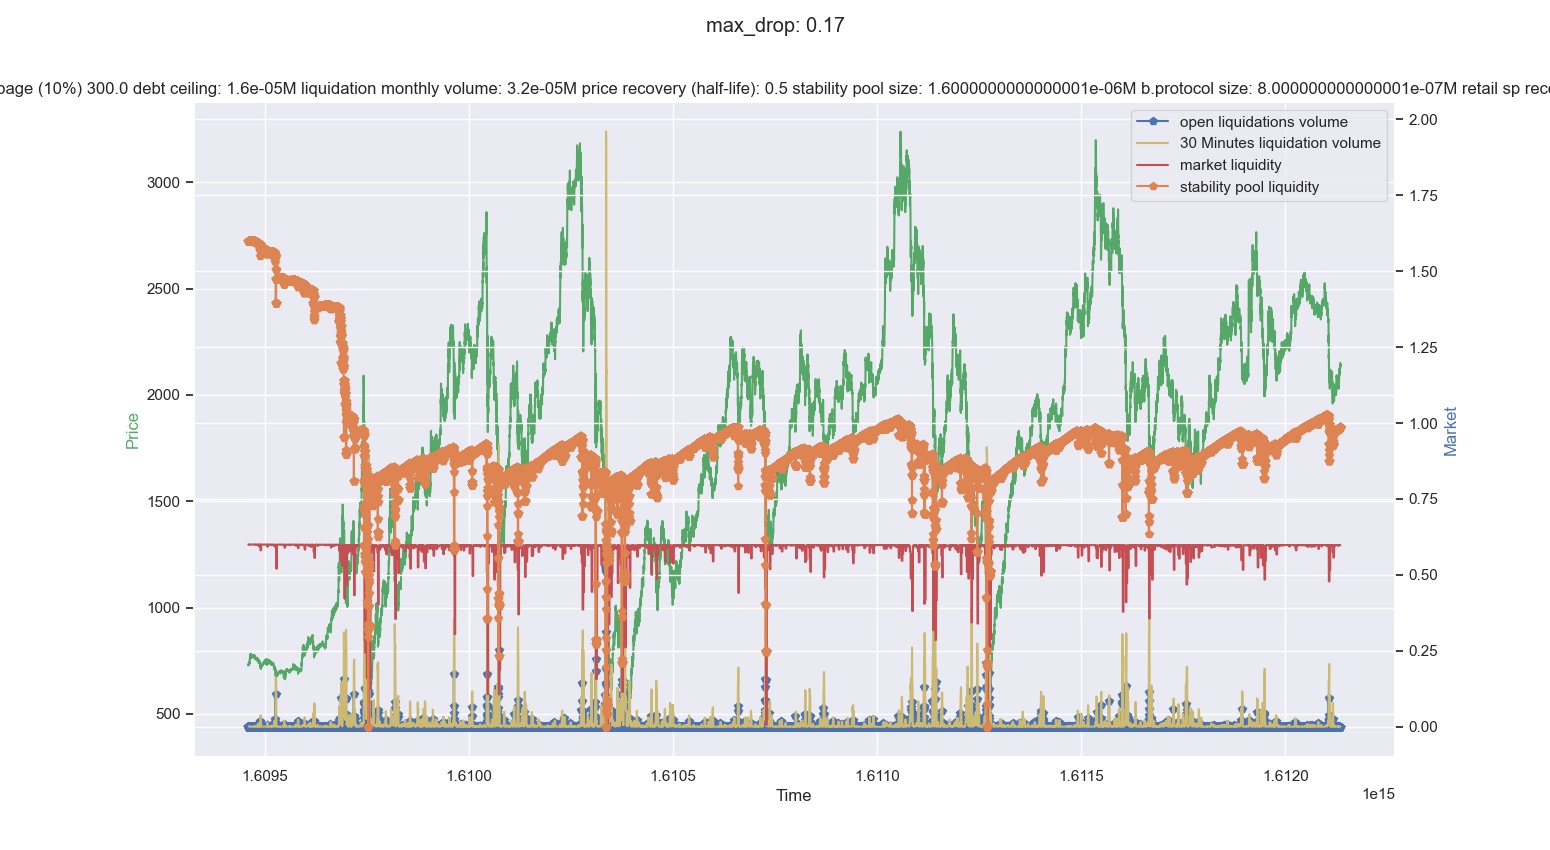 max_drop: 0.17
(10%) 300.0 debt ceiling: 1.6e-05M liquidation monthly volume: 3.2e-05M price recovery (half-life): 0.5 stability pool size: 1.6000000000000001e-06M b.protocol size: 8.000000000000001e-07M retail sp
open liquidations volume
30 Minutes liquidation volume
market liquidity
stability pool liquidity
3000
2500
2000
1500
1000
500
Price
2.00
1.75
1.50
1.25
1.00
0.75
0.50
0.25
0.00
Market
1.6095 1.6100 1.6105 1.6110 1.6115 1.6120
1e15
Time